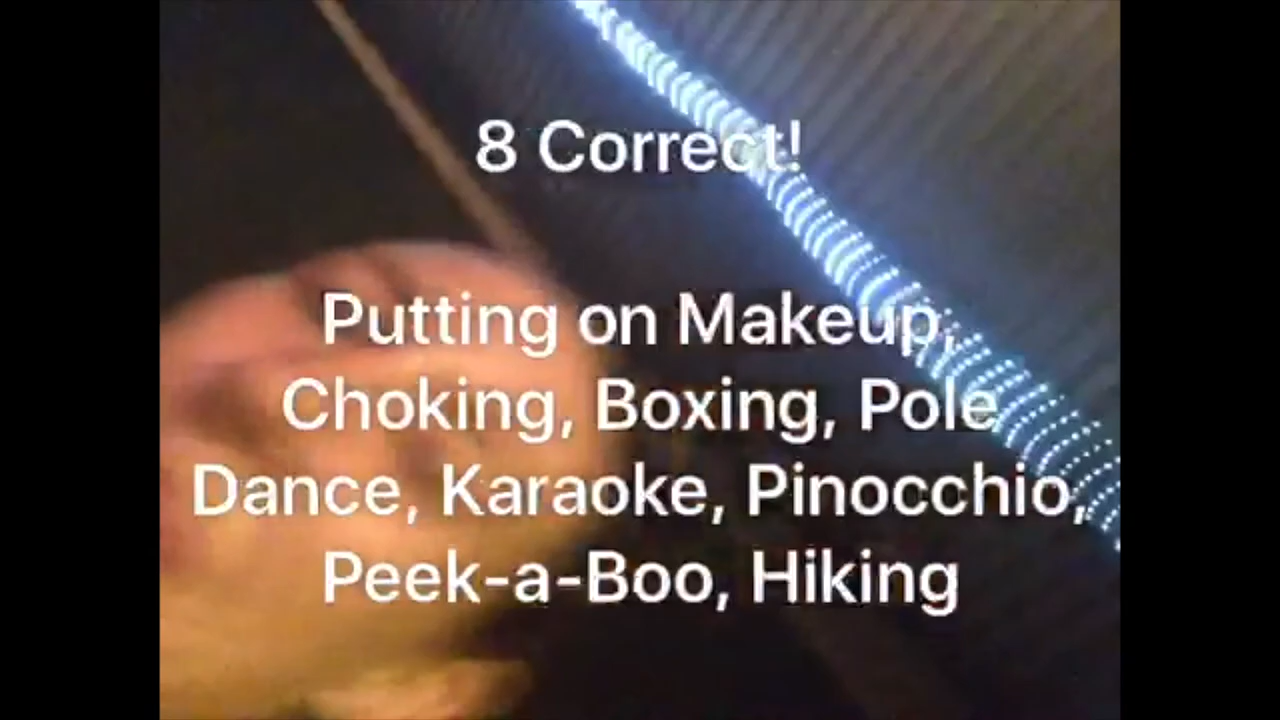 8 Correct!
Putting on Makeup,
Choking, Boxing, Pole
Dance, Karaoke, Pinocchio,
Peek-a-Boo, Hiking